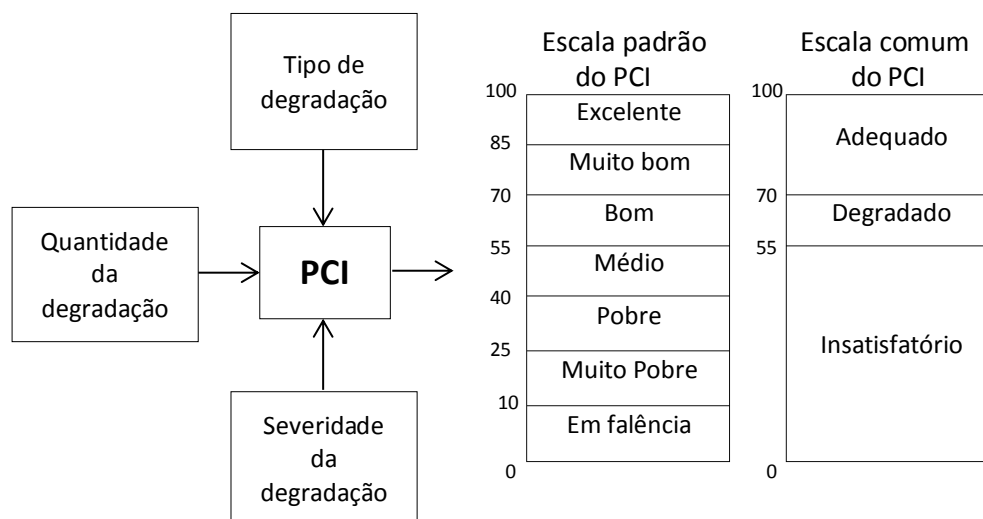 Tipo de
degradação
Quantidade
da
degradação
PCI
Severidade
da
degradação
Escala padrão
do PCI
100
Excelente
85
Muito bom
70
Bom
55
Médio
40
Pobre
25
Muito Pobre
10
Em falência
0
Escala comum
do PCI
100
Adequado
70
Degradado
55
Insatisfatório
0